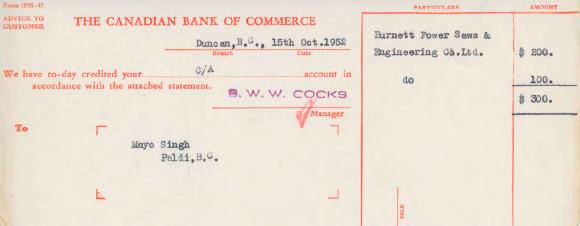 Form 1895-47
ADVICE TO
CUSTOMER
THE CANADIAN BANK OF COMMERCE
Duncan,B.C., 15th Oct.1952
Branch Date
We have to-day credited your C/A account in
accordance with the attached statement.
B. W. W. COCKS
Manager
To
Mayo Singh
Paldi,B.C.
PARTICULARS AMOUNT
Burnett Power Saws &
Engineering Co.Ltd. $ 200.
do 100.
$ 300.
FOLD